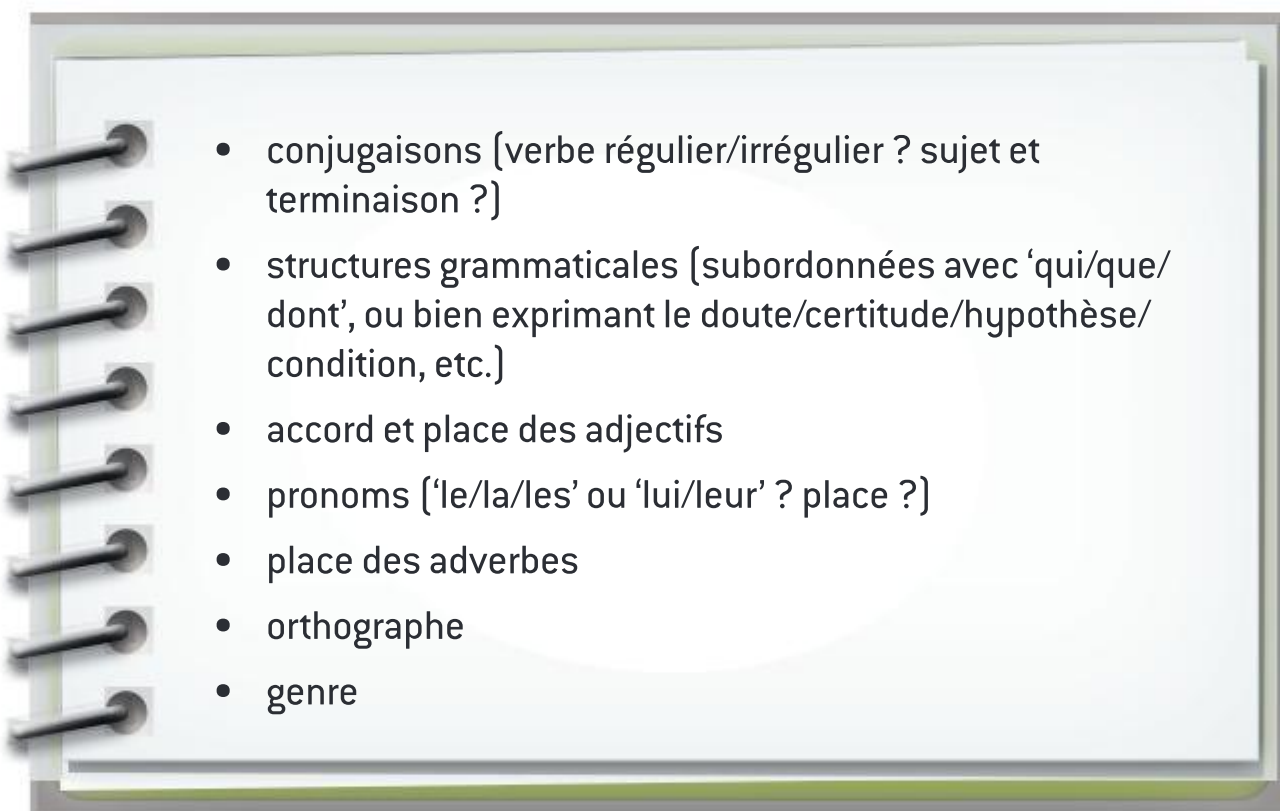 • conjugaisons (verbe régulier/irrégulier ? sujet et
terminaison ?)
• structures grammaticales (subordonnées avec ‘qui/que/
dont’, ou bien exprimant le doute/certitude/hypothèse/
condition, etc.)
• accord et place des adjectifs
• pronoms (‘le/la/les’ ou ‘lui/leur’ ? place ?)
• place des adverbes
• orthographe
• genre